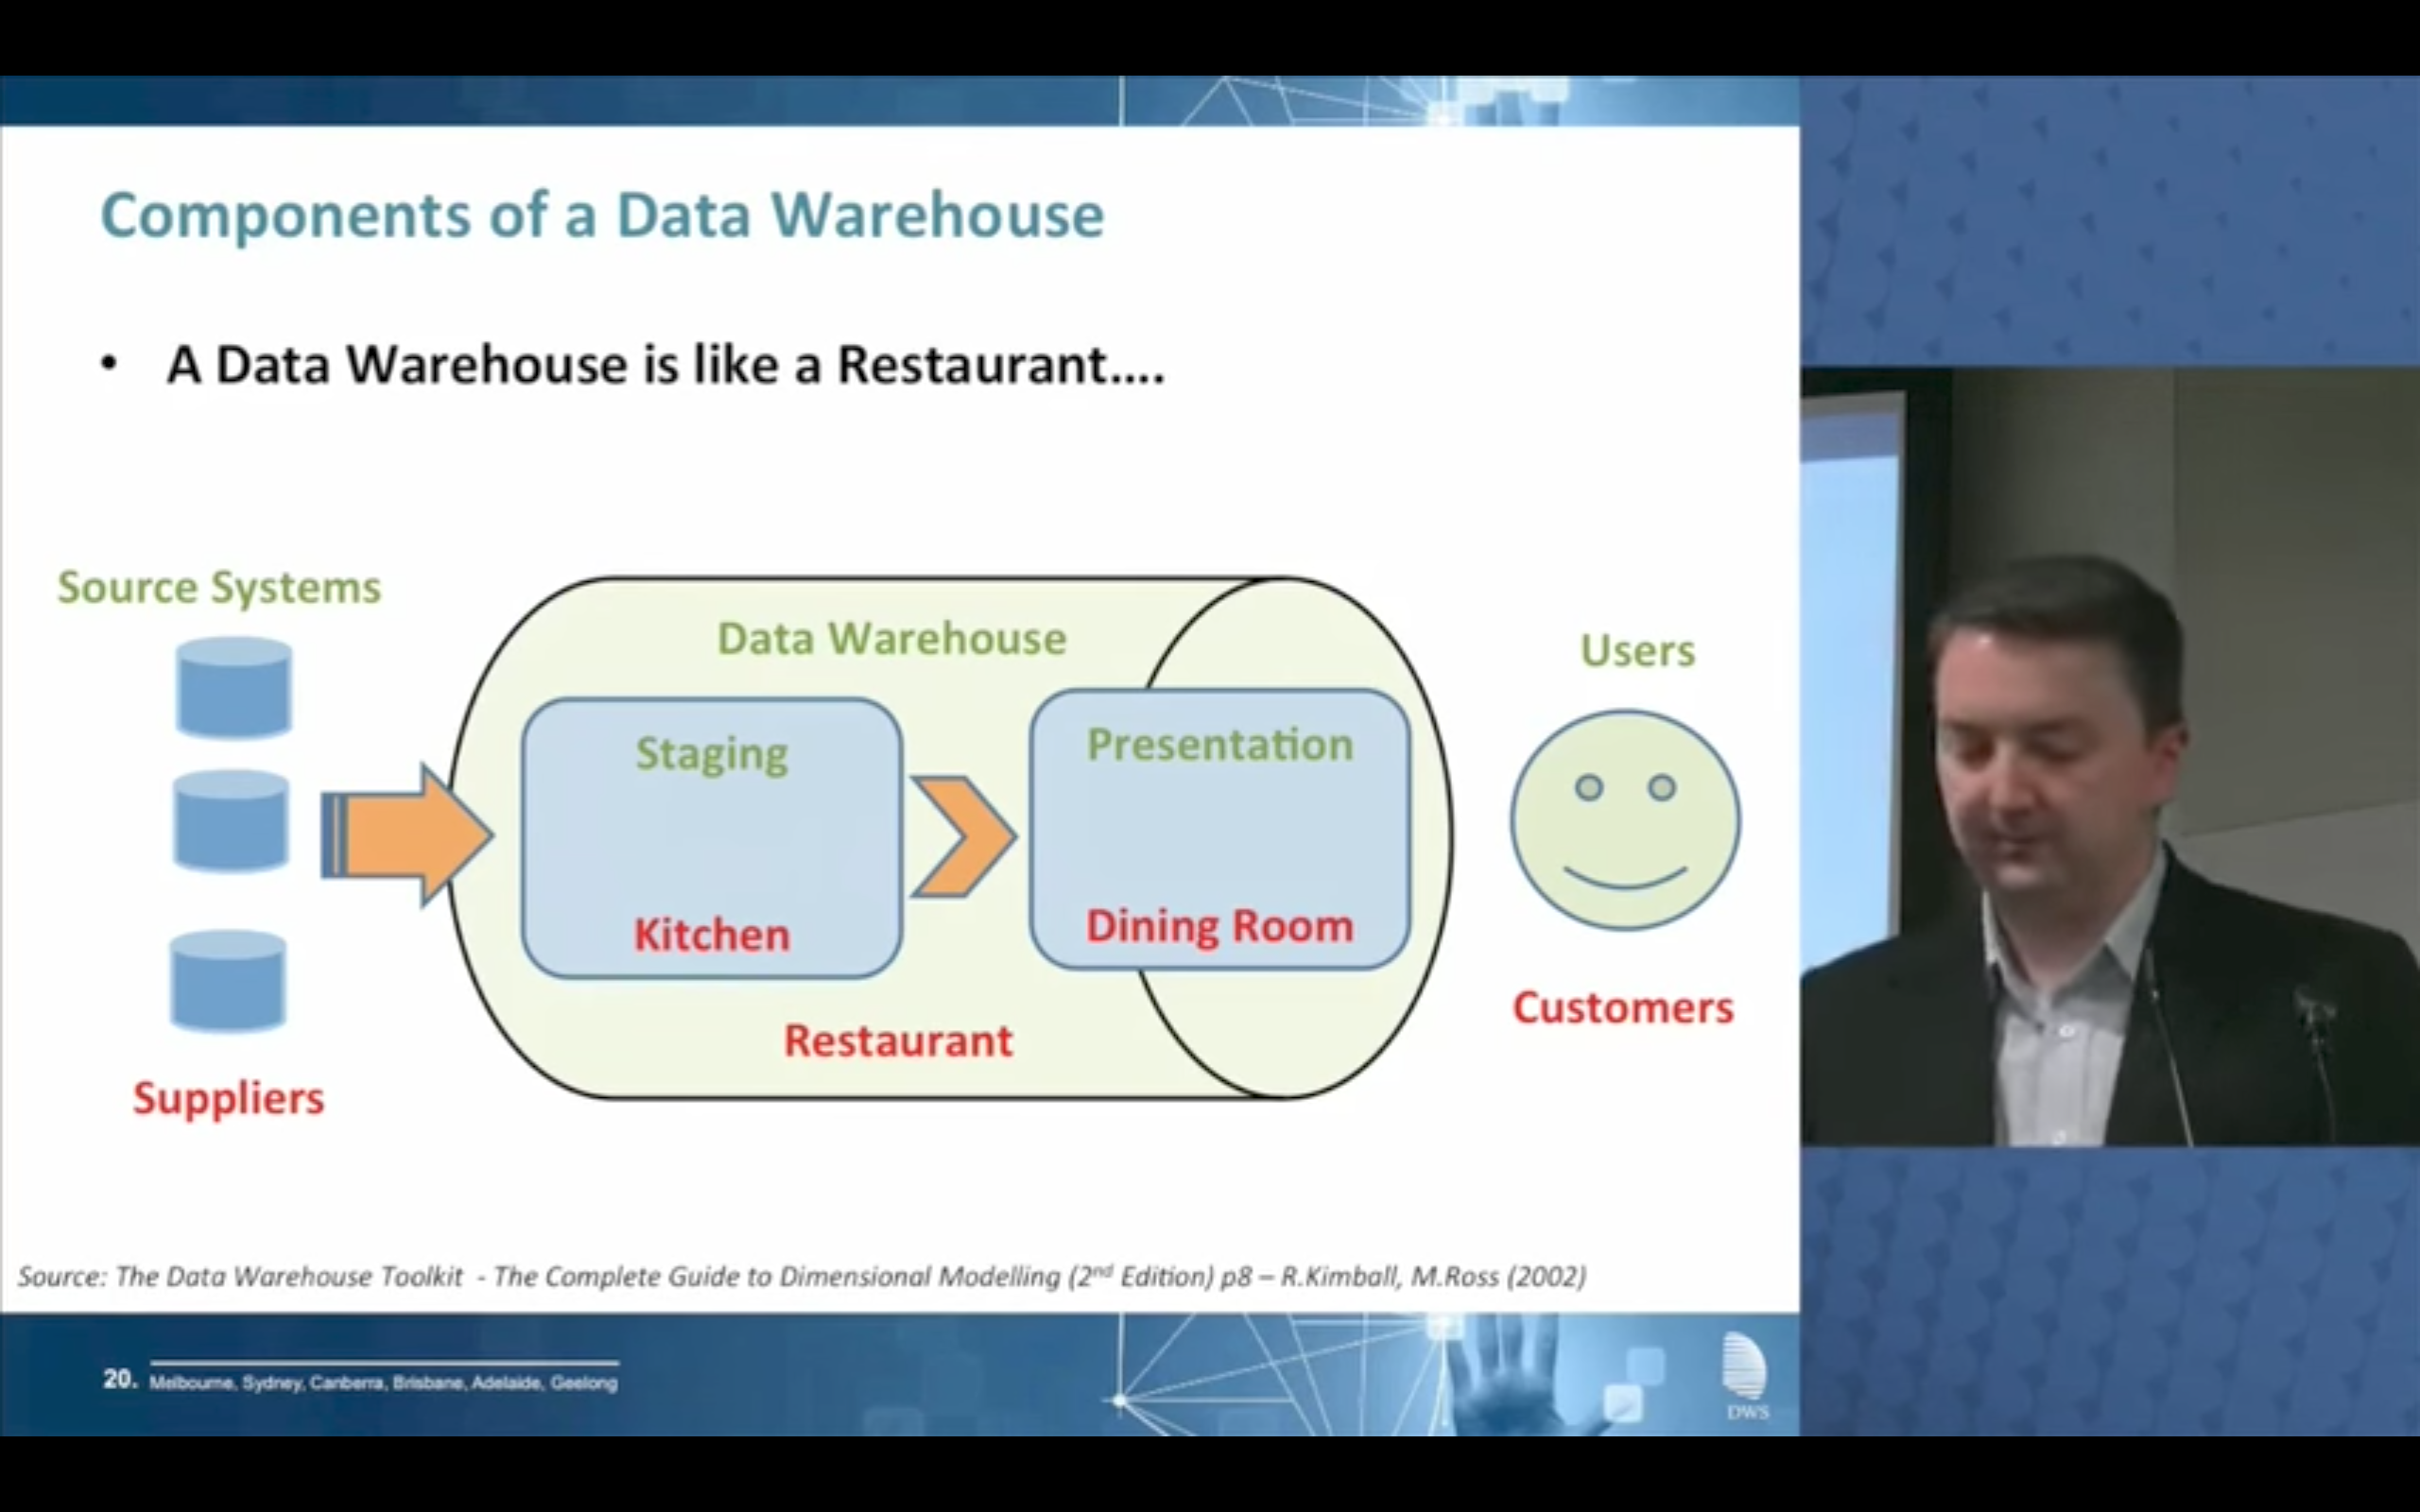 Components of a Data Warehouse
• A Data Warehouse is like a Restaurant....
Source Systems
Data Warehouse
Users
Staging
Presentation
Kitchen
Dining Room
Restaurant
Customers
Suppliers
Source: The Data Warehouse Toolkit - The Complete Guide to Dimensional Modelling (2nd Edition) p8 – R.Kimball, M.Ross (2002)
20. Melbourne, Sydney, Canberra, Brisbane, Adelaide, Geelong
DWS